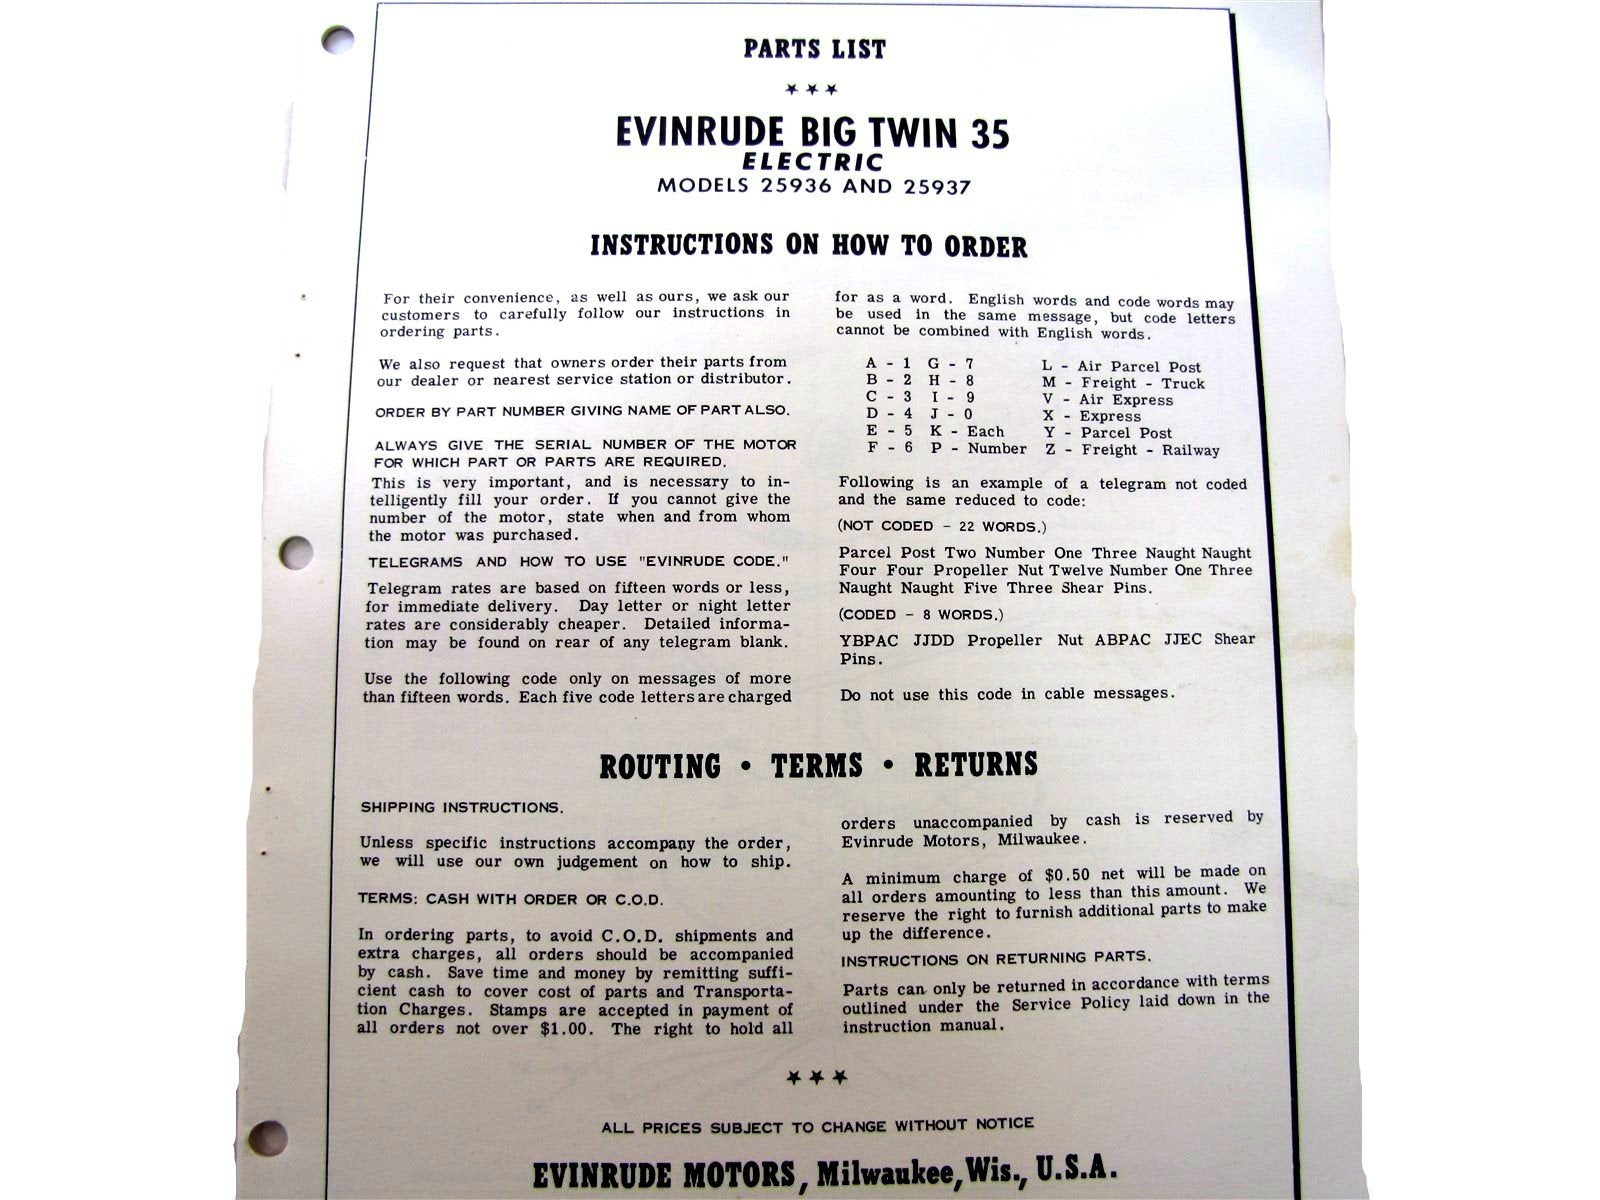 PARTS LIST
★ ★ ★
EVINRUDE BIG TWIN 35
ELECTRIC
MODELS 25936 AND 25937
INSTRUCTIONS ON HOW TO ORDER
For their convenience, as well as ours, we ask our
customers to carefully follow our instructions in
ordering parts.
We also request that owners order their parts from
our dealer or nearest service station or distributor.
ORDER BY PART NUMBER GIVING NAME OF PART ALSO.
ALWAYS GIVE THE SERIAL NUMBER OF THE MOTOR
FOR WHICH PART OR PARTS ARE REQUIRED.
This is very important, and is necessary to in-
telligently fill your order. If you cannot give the
number of the motor, state when and from whom
the motor was purchased.
TELEGRAMS AND HOW TO USE "EVINRUDE CODE."
Telegram rates are based on fifteen words or less,
for immediate delivery. Day letter or night letter
rates are considerably cheaper. Detailed informa-
tion may be found on rear of any telegram blank.
Use the following code only on messages of more
than fifteen words. Each five code letters are charged
for as a word. English words and code words may
be used in the same message, but code letters
cannot be combined with English words.
A - 1 G - 7 L - Air Parcel Post
B - 2 H - 8 M - Freight - Truck
C - 3 I - 9 V - Air Express
D - 4 J - 0 X - Express
E - 5 K - Each Y - Parcel Post
F - 6 P - Number Z - Freight - Railway
Following is an example of a telegram not coded
and the same reduced to code:
(NOT CODED - 22 WORDS.)
Parcel Post Two Number One Three Naught Naught
Four Four Propeller Nut Twelve Number One Three
Naught Naught Five Three Shear Pins.
(CODED - 8 WORDS.)
YBPAC JJDD Propeller Nut ABPAC JJEC Shear
Pins.
Do not use this code in cable messages.
ROUTING • TERMS • RETURNS
SHIPPING INSTRUCTIONS.
Unless specific instructions accompany the order,
we will use our own judgement on how to ship.
TERMS: CASH WITH ORDER OR C.O.D.
In ordering parts, to avoid C.O.D. shipments and
extra charges, all orders should be accompanied
by cash. Save time and money by remitting suffi-
cient cash to cover cost of parts and Transporta-
tion Charges. Stamps are accepted in payment of
all orders not over $1.00. The right to hold all
orders unaccompanied by cash is reserved by
Evinrude Motors, Milwaukee.
A minimum charge of $0.50 net will be made on
all orders amounting to less than this amount. We
reserve the right to furnish additional parts to make
up the difference.
INSTRUCTIONS ON RETURNING PARTS.
Parts can only be returned in accordance with terms
outlined under the Service Policy laid down in the
instruction manual.
★ ★ ★
ALL PRICES SUBJECT TO CHANGE WITHOUT NOTICE
EVINRUDE MOTORS, Milwaukee, Wis., U.S.A.